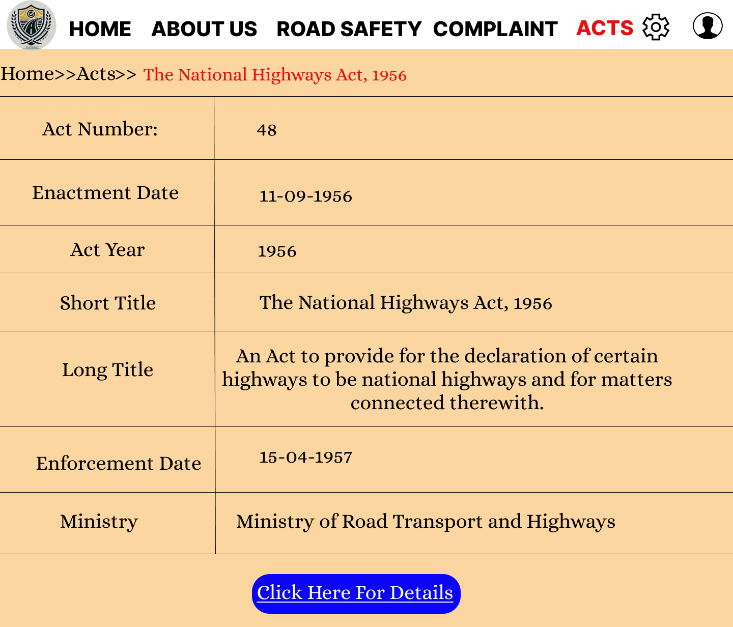 HOME ABOUT US ROAD SAFETY COMPLAINT ACTS
Home>>Acts>> The National Highways Act, 1956
Act Number: 48
Enactment Date 11-09-1956
Act Year 1956
Short Title The National Highways Act, 1956
Long Title An Act to provide for the declaration of certain
highways to be national highways and for matters
connected therewith.
Enforcement Date 15-04-1957
Ministry Ministry of Road Transport and Highways
Click Here For Details